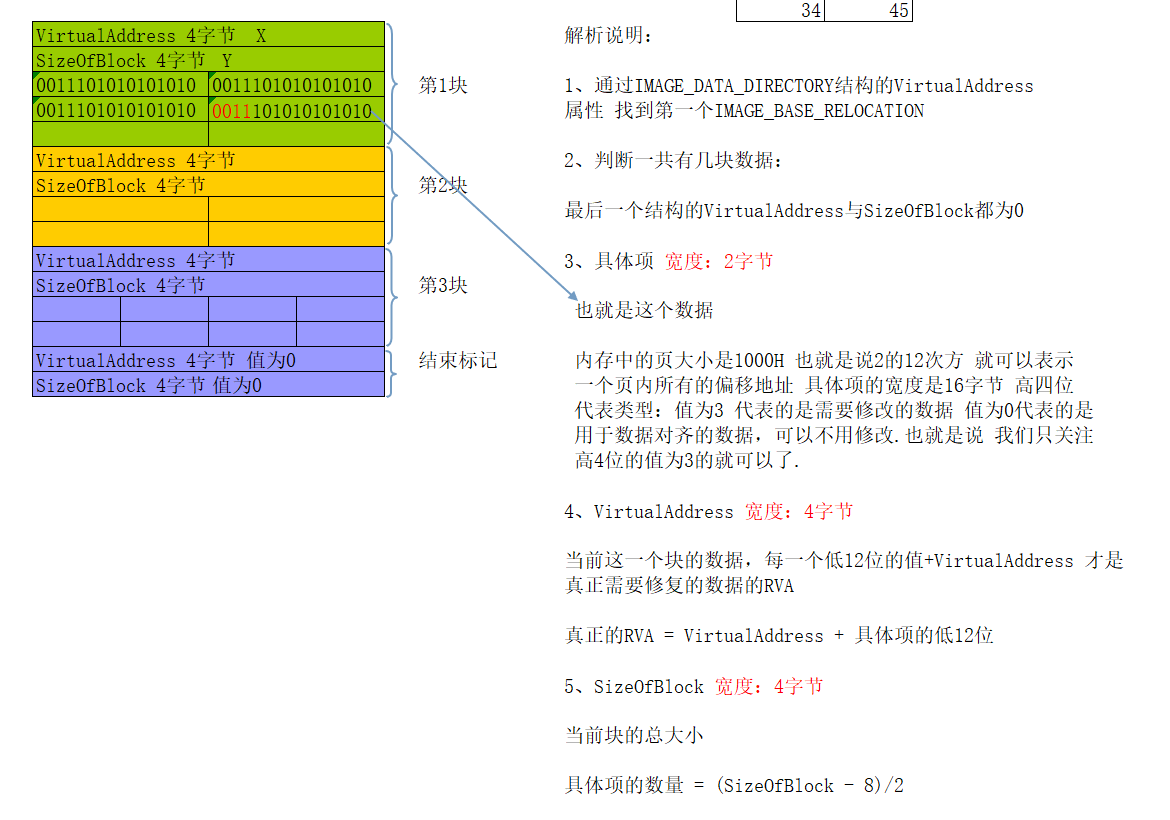 34 45
VirtualAddress 4字节 X
SizeOfBlock 4字节 Y
0011101010101010 0011101010101010
0011101010101010 0011101010101010
第1块
VirtualAddress 4字节
SizeOfBlock 4字节
第2块
VirtualAddress 4字节
SizeOfBlock 4字节
第3块
VirtualAddress 4字节 值为0
SizeOfBlock 4字节 值为0
结束标记
解析说明：
1、通过IMAGE_DATA_DIRECTORY结构的VirtualAddress
属性 找到第一个IMAGE_BASE_RELOCATION
2、判断一共有几块数据：
最后一个结构的VirtualAddress与SizeOfBlock都为0
3、具体项 宽度：2字节
也就是这个数据
内存中的页大小是1000H 也就是说2的12次方 就可以表示
一个页内所有的偏移地址 具体项的宽度是16字节 高四位
代表类型：值为3 代表的是需要修改的数据 值为0代表的是
用于数据对齐的数据，可以不用修改.也就是说 我们只关注
高4位的值为3的就可以了.
4、VirtualAddress 宽度：4字节
当前这一个块的数据，每一个低12位的值+VirtualAddress 才是
真正需要修复的数据的RVA
真正的RVA = VirtualAddress + 具体项的低12位
5、SizeOfBlock 宽度：4字节
当前块的总大小
具体项的数量 = (SizeOfBlock - 8)/2